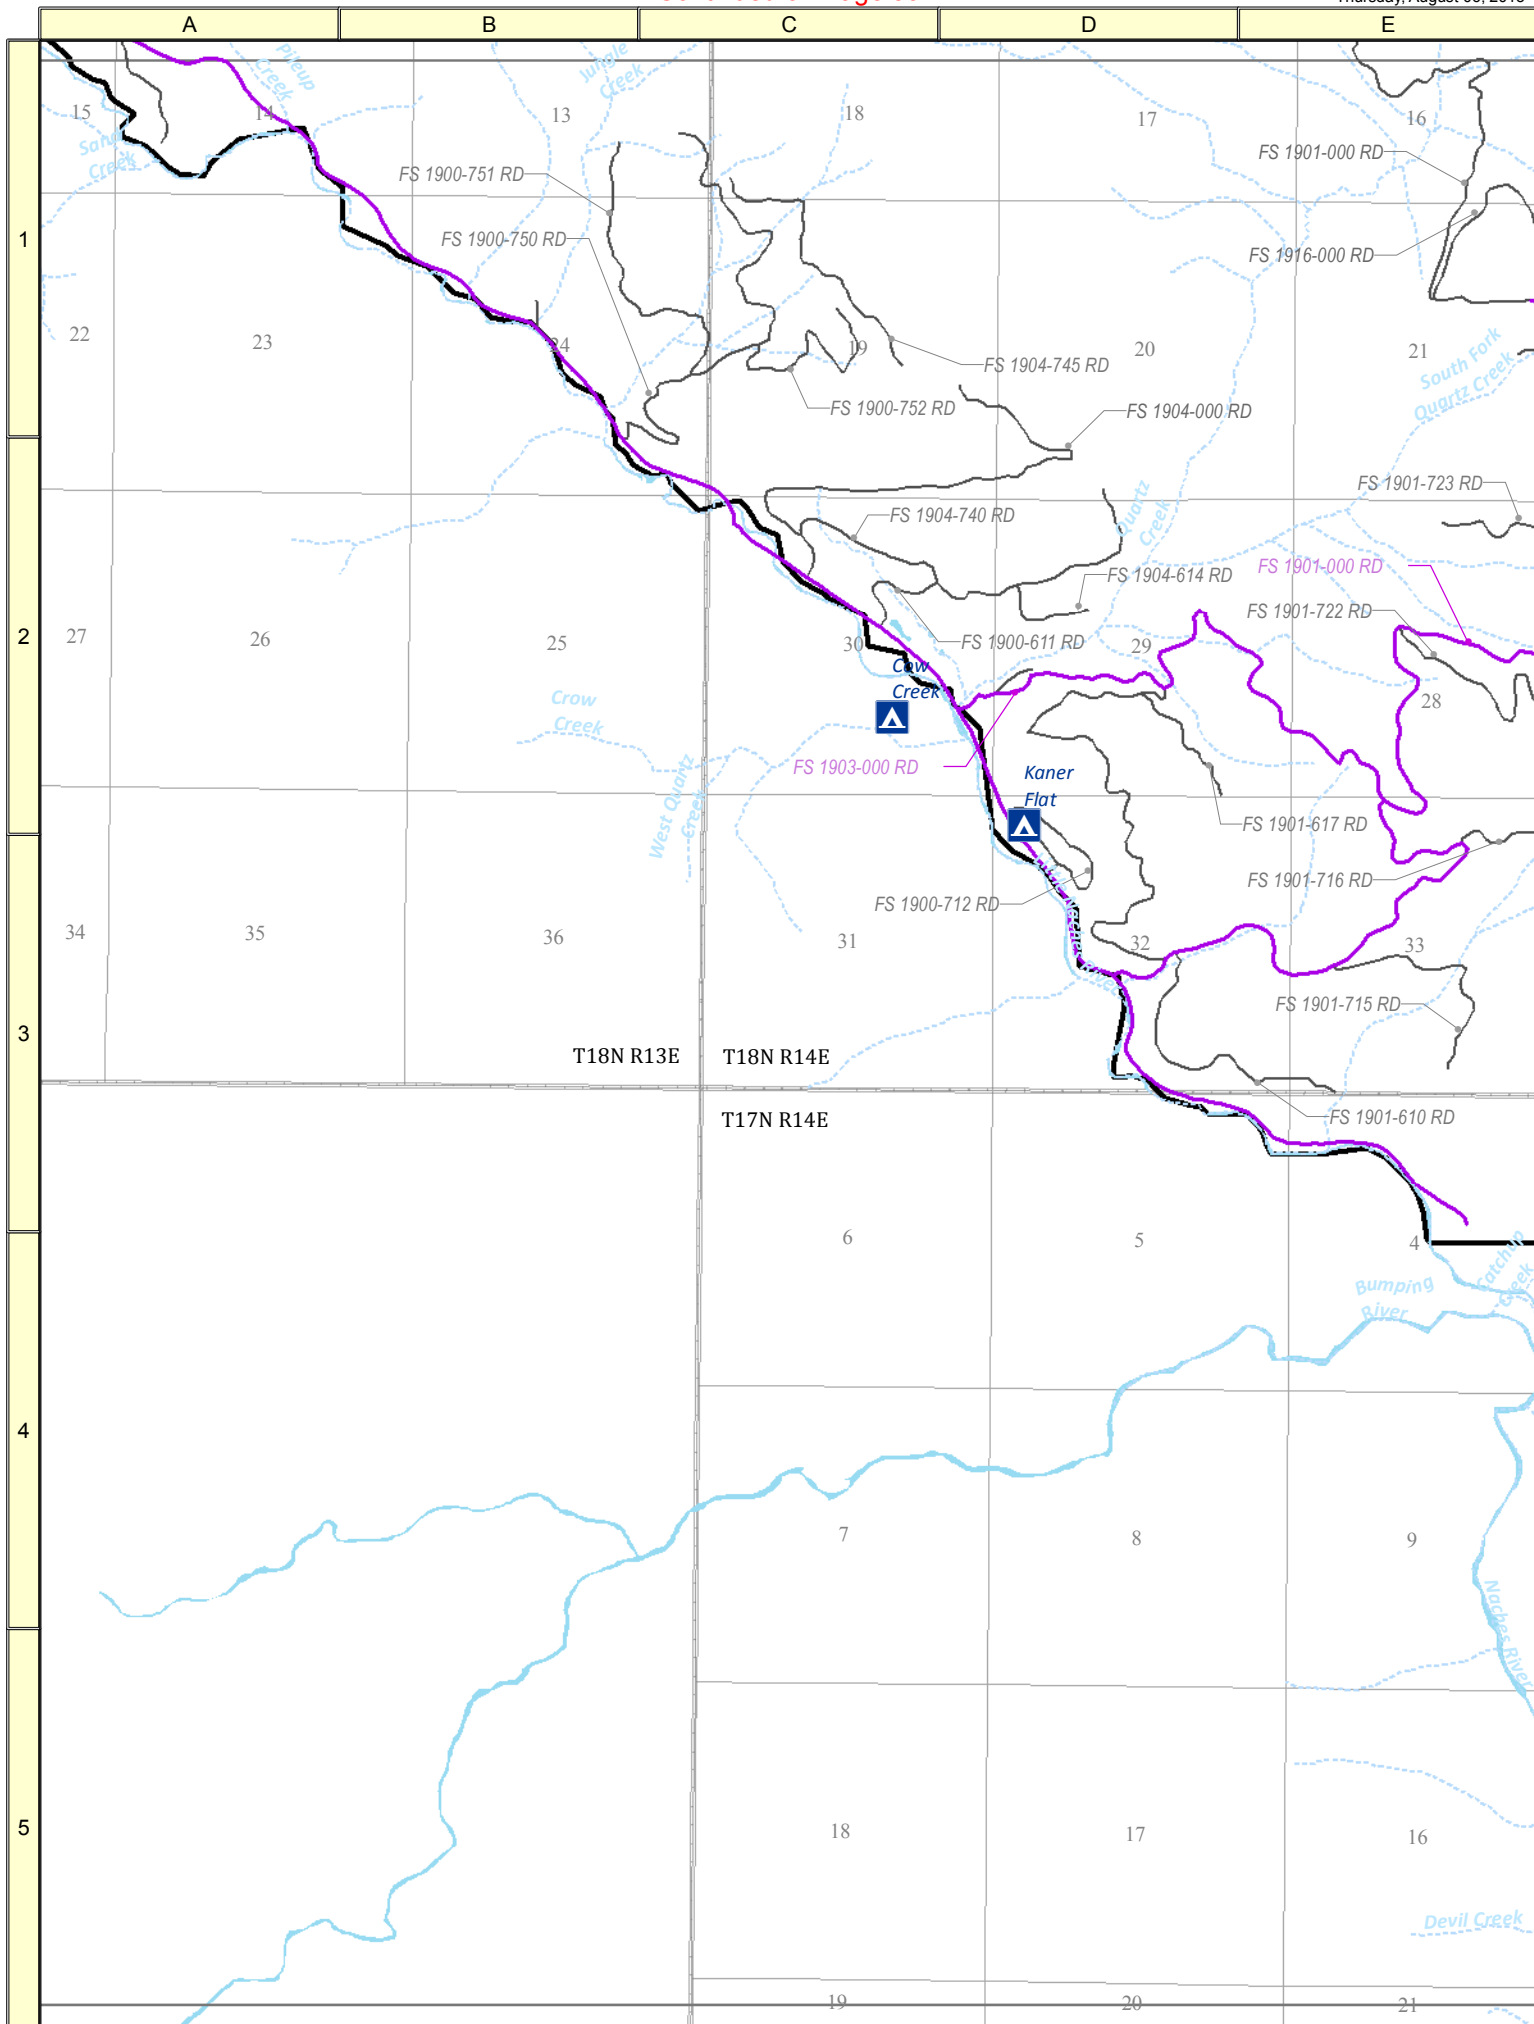 A B C D E
1
2
3
4
5
Pileup
Creek
Jungle
Creek
15
14
13
18
17
16
Sand
Creek
FS 1900-751 RD
FS 1901-000 RD
FS 1900-750 RD
FS 1916-000 RD
22
23
24
19
20
21
FS 1904-745 RD
South Fork
Quartz Creek
FS 1900-752 RD
FS 1904-000 RD
FS 1901-723 RD
FS 1904-740 RD
Quartz
Creek
FS 1901-000 RD
FS 1904-614 RD
FS 1901-722 RD
27
26
25
30
FS 1900-611 RD
29
28
Cow
Creek
Crow
Creek
West Quartz
Creek
FS 1903-000 RD
Kaner
Flat
FS 1901-617 RD
FS 1901-716 RD
FS 1900-712 RD
34
35
36
31
32
33
FS 1901-715 RD
T18N R13E
T18N R14E
T17N R14E
FS 1901-610 RD
6
5
4
Bumping
River
Catchup
Creek
7
8
9
Naches River
18
17
16
Devil Creek
19
20
21